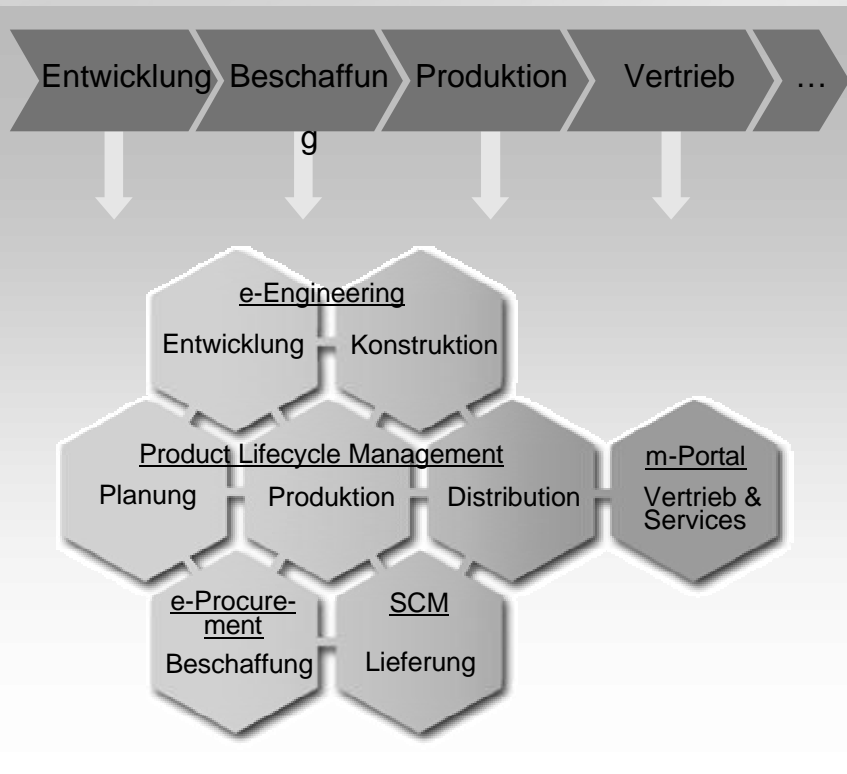 Entwicklung Beschaffun Produktion Vertrieb …
g
e-Engineering
Entwicklung Konstruktion
Product Lifecycle Management m-Portal
Planung Produktion Distribution Vertrieb &
Services
e-Procure- SCM
ment
Beschaffung Lieferung